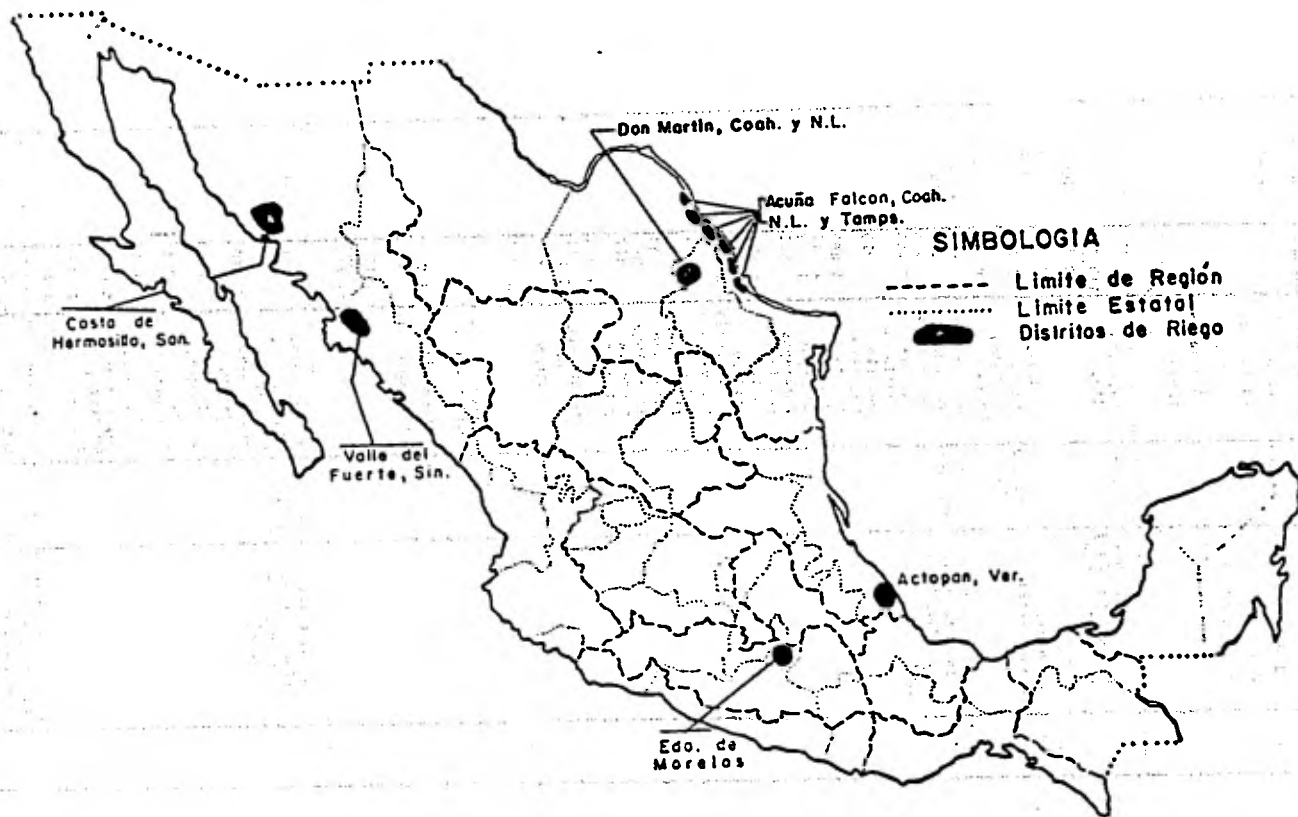 Don Martin, Coah. y N.L.
Acuña Falcon, Coah.
N.L. y Tamps.
SIMBOLOGIA
Limite de Región
Limite Estatal
Distritos de Riego
Costa de
Hermosillo, Son.
Valle del
Fuerte, Sin.
Actopan, Ver.
Edo. de
Morelos